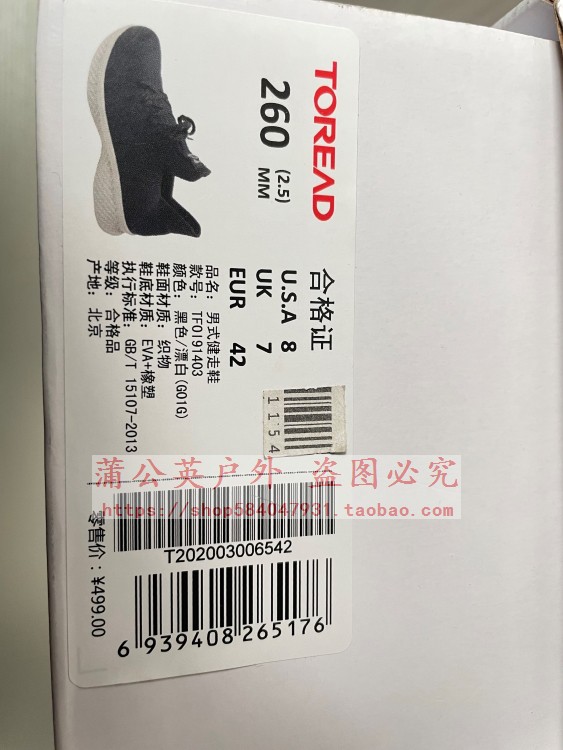 TOREAD
260 (2.5) MM
合格证
U.S.A 8
UK 7
EUR 42
品名: 男式健走鞋
款号: TFOI91403
颜色: 黑色/漂白(G01G)
鞋面材质: 织物
鞋底材质: EVA+橡塑
执行标准: GB/T 15107-2013
等级: 合格品
产地: 北京
1154
蒲公英户外 盗图必究
https://shop584047931.taobao.com
T202003006542
零售价: ¥499.00
6 939408 265176